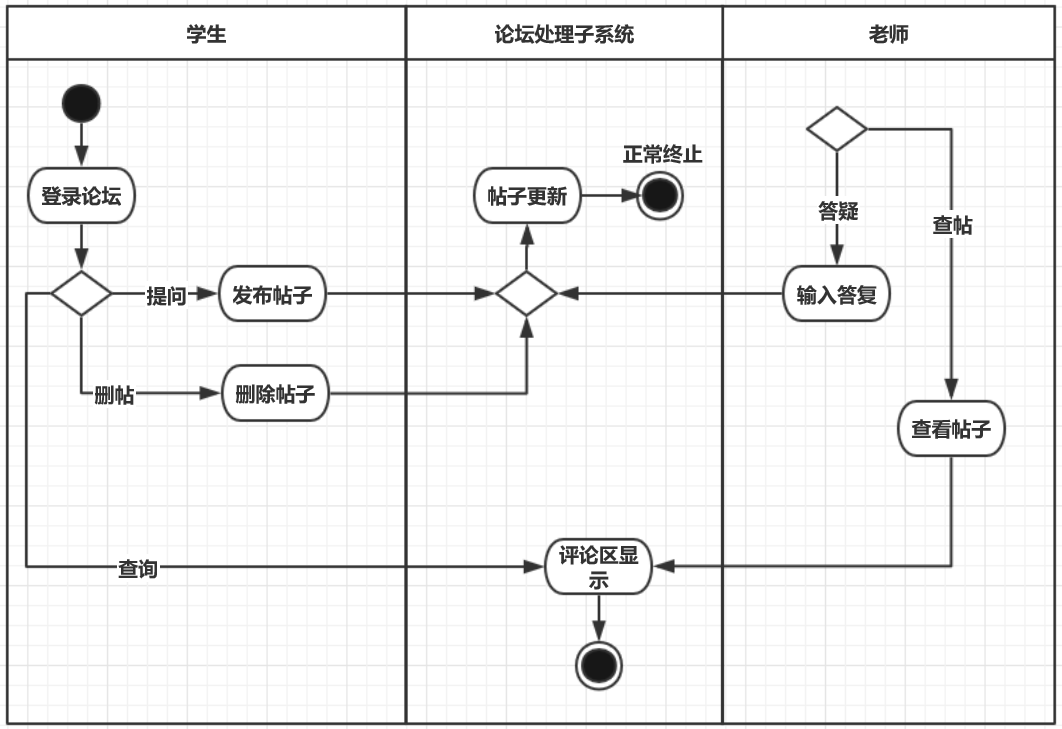 学生
论坛处理子系统
老师
正常终止
登录论坛
帖子更新
答疑
查帖
提问
发布帖子
输入答复
删帖
删除帖子
查看帖子
查询
评论区显
示